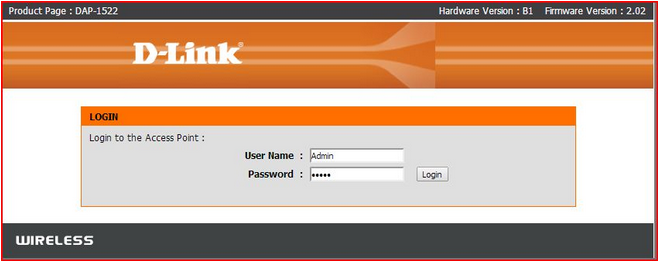 Product Page : DAP-1522 Hardware Version : B1 Firmware Version : 2.02
D-Link
LOGIN
Login to the Access Point :
User Name : Admin
Password : ••••• Login
WIRELESS